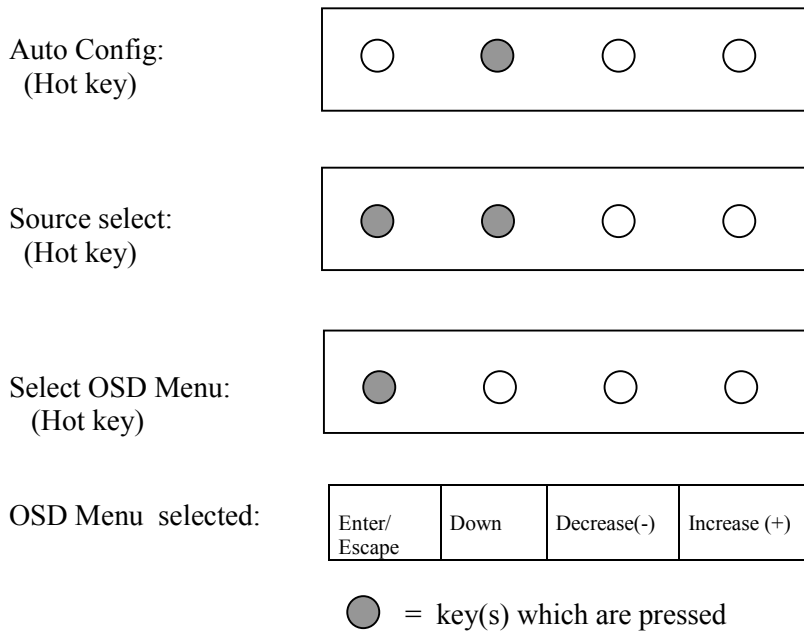 Auto Config:
(Hot key)
Source select:
(Hot key)
Select OSD Menu:
(Hot key)
OSD Menu selected:
Enter/
Escape
Down
Decrease(-)
Increase (+)
= key(s) which are pressed